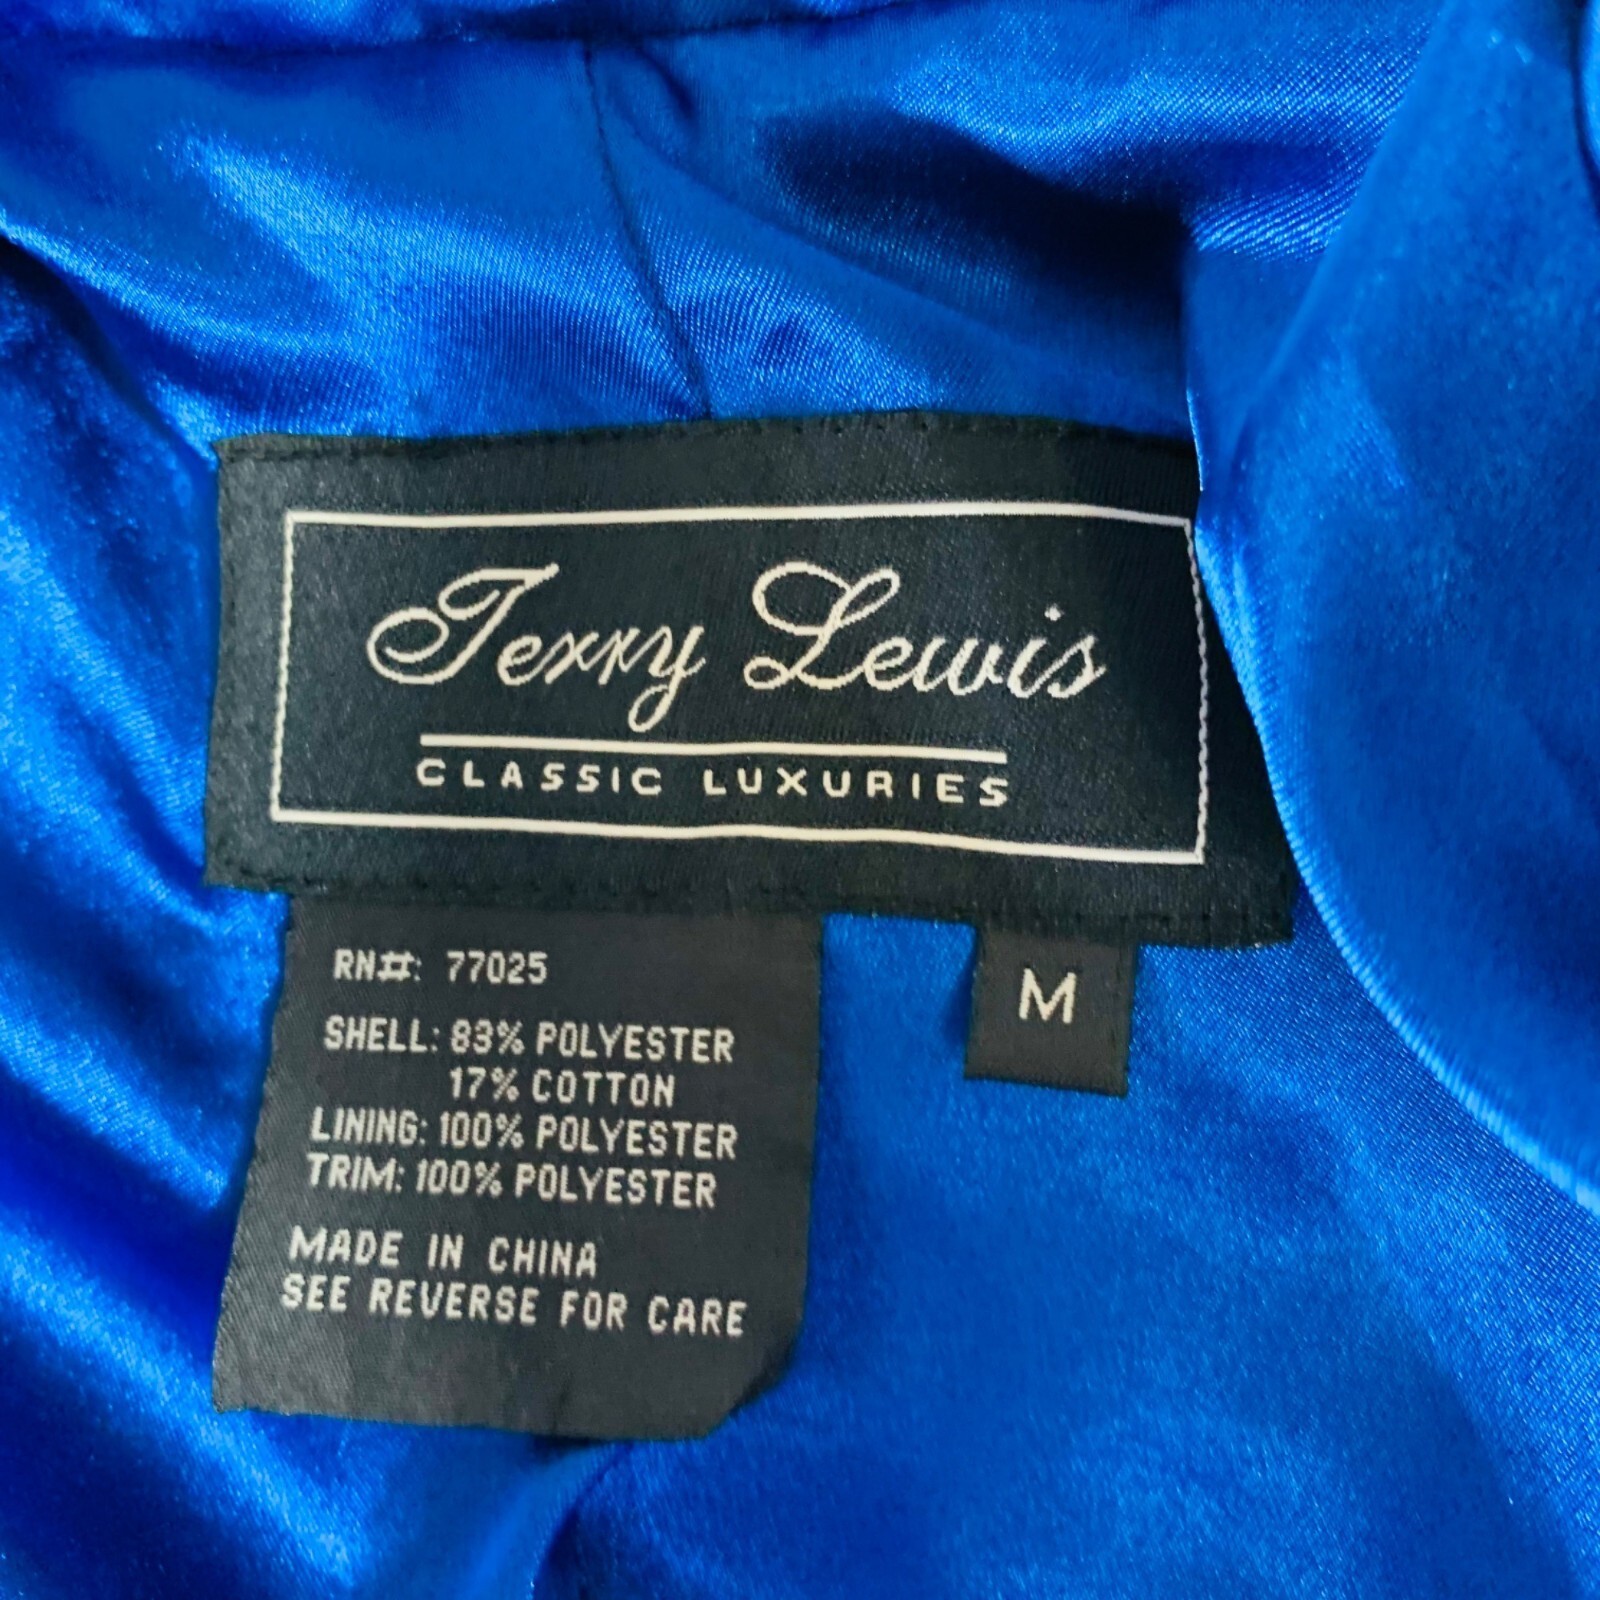 Terry Lewis
CLASSIC LUXURIES
M
RN#: 77025
SHELL: 83% POLYESTER
17% COTTON
LINING: 100% POLYESTER
TRIM: 100% POLYESTER
MADE IN CHINA
SEE REVERSE FOR CARE